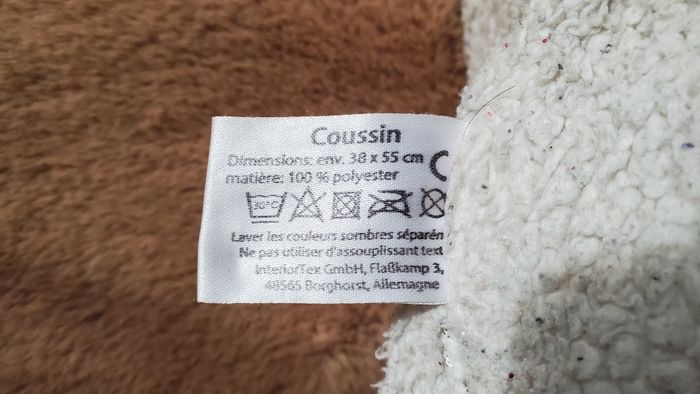 Coussin
Dimensions: env. 38 x 55 cm
matière: 100 % polyester
30°C
Laver les couleurs sombres séparén
Ne pas utiliser d'assouplissant text
InteriorTex GmbH, Flaßkamp 3,
48565 Borghorst, Allemagne